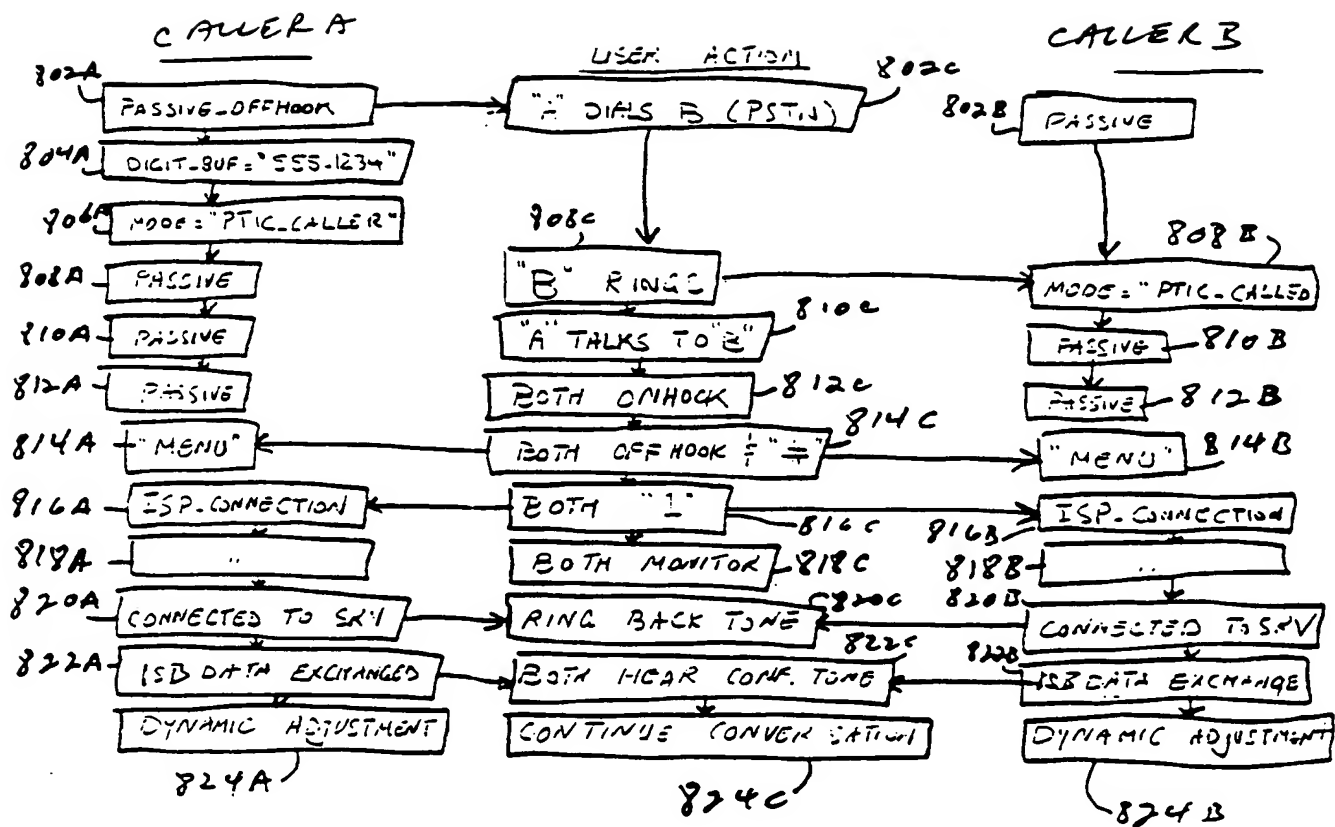 CALLER A
USER ACTION
CALLER B
802A
PASSIVE_OFFHOOK
"A" DIALS B (PSTN)
802C
802B
PASSIVE
804A
DIGIT_BUF="555-1234"
806A
MODE="PTIC_CALLER"
808C
808B
808A
PASSIVE
"B" RINGS
MODE="PTIC_CALLED
810A
PASSIVE
"A" TALKS TO "B"
810C
PASSIVE
810B
812A
PASSIVE
BOTH ONHOOK
812C
PASSIVE
812B
814A
"MENU"
BOTH OFFHOOK
814C
"MENU"
814B
816A
ISP_CONNECTION
BOTH "1"
816C
816B
ISP_CONNECTION
818A
..
BOTH MONITOR
818C
818B
..
820A
CONNECTED TO SRV
RING BACK TONE
820C
820B
CONNECTED TO SRV
822A
ISB DATA EXCHANGED
BOTH HEAR CONF. TONE
822C
822B
ISB DATA EXCHANGE
DYNAMIC ADJUSTMENT
CONTINUE CONVERSATION
DYNAMIC ADJUSTMENT
824A
824C
824B